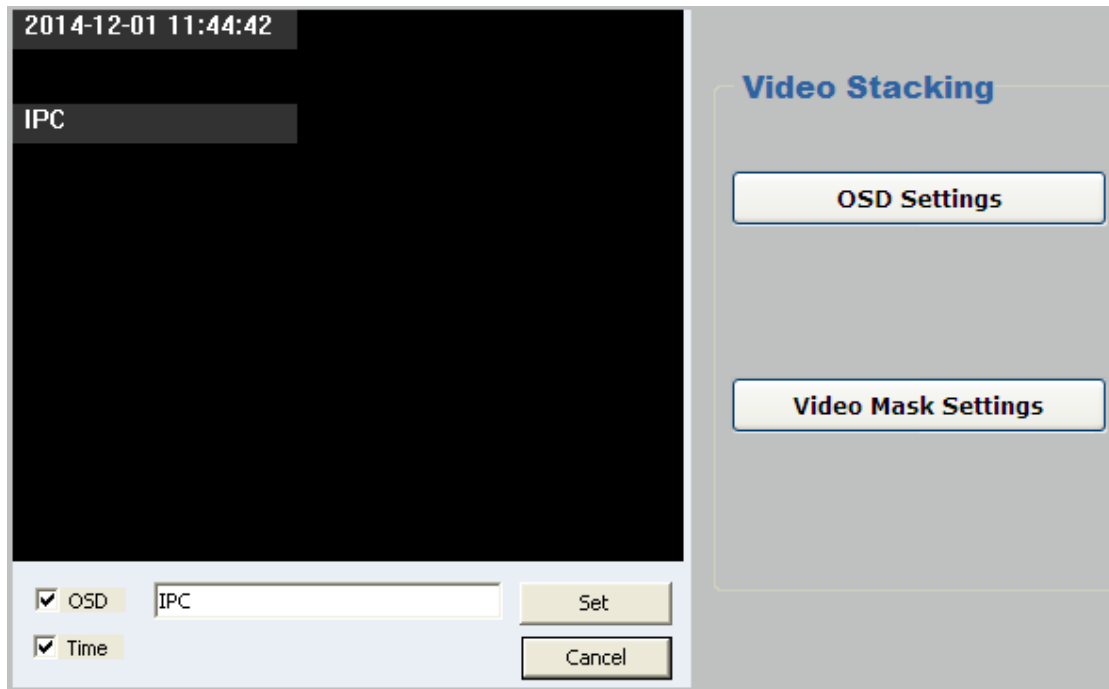 2014-12-01 11:44:42
IPC
Video Stacking
OSD Settings
Video Mask Settings
OSD
IPC
Set
Time
Cancel